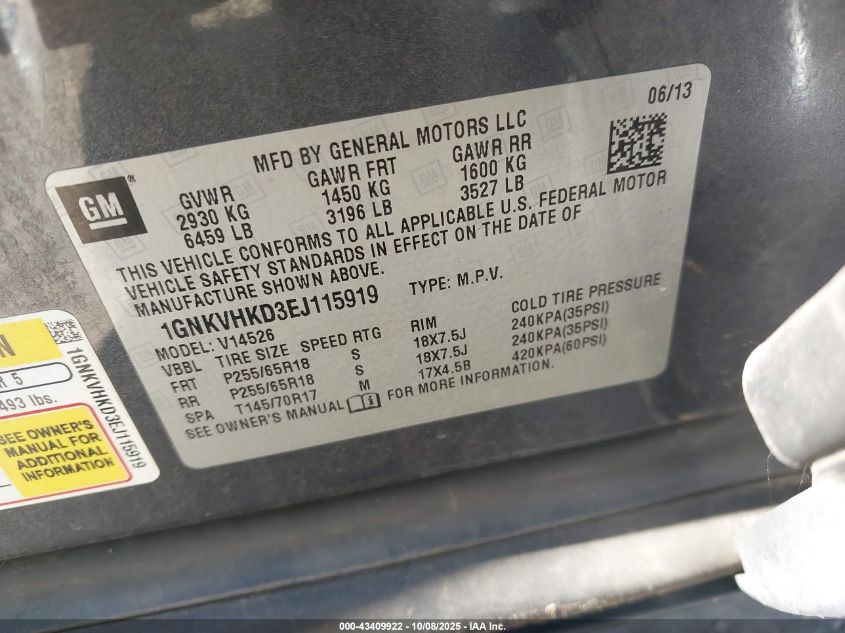 06/13
MFD BY GENERAL MOTORS LLC
GM ®
GVWR GAWR FRT GAWR RR
2930 KG 1450 KG 1600 KG
6459 LB 3196 LB 3527 LB
THIS VEHICLE CONFORMS TO ALL APPLICABLE U.S. FEDERAL MOTOR
VEHICLE SAFETY STANDARDS IN EFFECT ON THE DATE OF
MANUFACTURE SHOWN ABOVE.
1GNKVHKD3EJ115919 TYPE: M.P.V.
MODEL: V14526
VBBL TIRE SIZE SPEED RTG RIM COLD TIRE PRESSURE
FRT P255/65R18 S 18X7.5J 240KPA(35PSI)
RR P255/65R18 S 18X7.5J 240KPA(35PSI)
SPA T145/70R17 M 17X4.5B 420KPA(60PSI)
SEE OWNER'S MANUAL FOR MORE INFORMATION.
N
R 5
493 lbs.
SEE OWNER'S
MANUAL FOR
ADDITIONAL
INFORMATION
1GNKVHKD3EJ115919
000-43409922 - 10/08/2025 - IAA Inc.